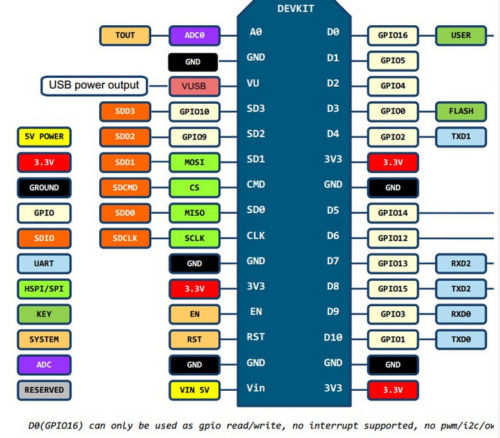 DEVKIT
TOUT ADC0 A0 D0 GPIO16 USER
GND GND D1 GPIO5
USB power output VUSB VU D2 GPIO4
SDD3 GPIO10 SD3 D3 GPIO0 FLASH
5V POWER SDD2 GPIO9 SD2 D4 GPIO2 TXD1
3.3V SDD1 MOSI SD1 3V3 3.3V
GROUND SDCMD CS CMD GND GND
GPIO SDD0 MISO SD0 D5 GPIO14
SDIO SDCLK SCLK CLK D6 GPIO12
UART GND GND D7 GPIO13 RXD2
HSPI/SPI 3.3V 3V3 D8 GPIO15 TXD2
KEY EN EN D9 GPIO3 RXD0
SYSTEM RST RST D10 GPIO1 TXD0
ADC GND GND GND GND
RESERVED VIN 5V Vin 3V3 3.3V
D0(GPIO16) can only be used as gpio read/write, no interrupt supported, no pwm/i2c/ow